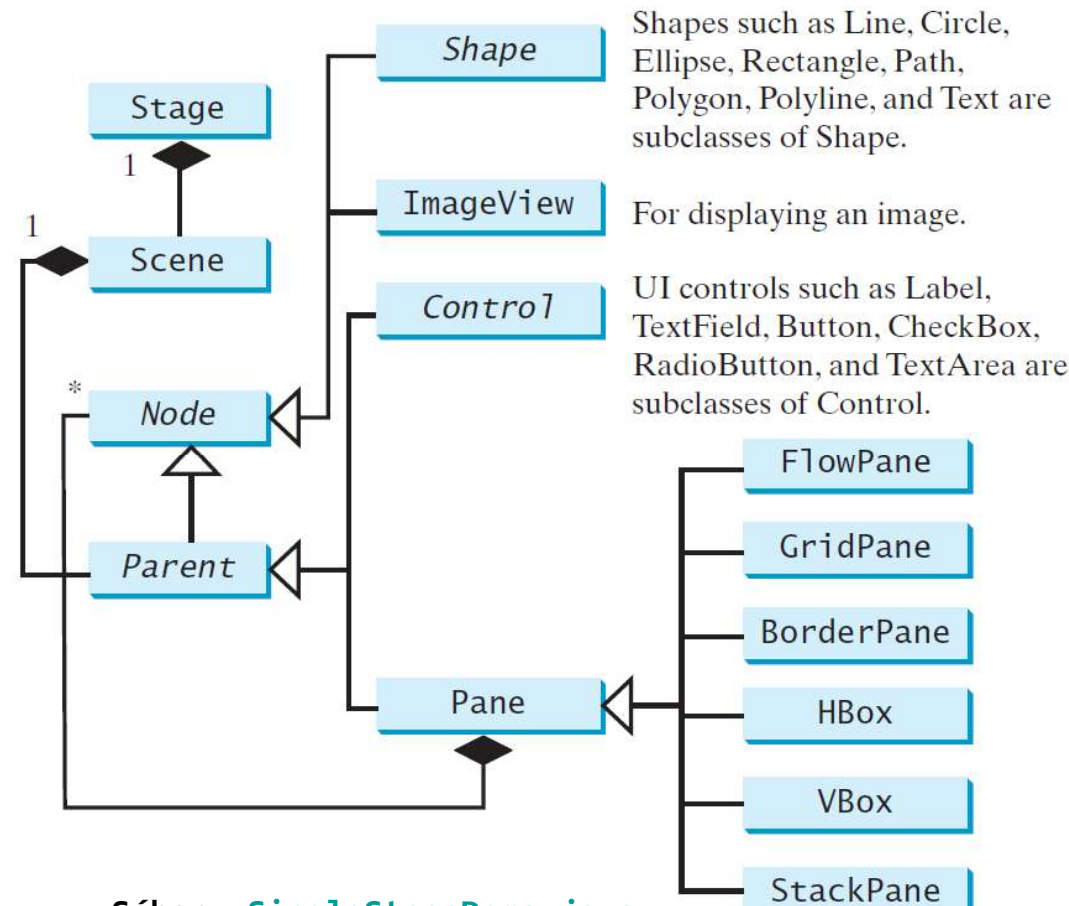 Shape
Shapes such as Line, Circle,
Ellipse, Rectangle, Path,
Polygon, Polyline, and Text are
subclasses of Shape.
Stage
1
ImageView
For displaying an image.
1
Scene
Control
UI controls such as Label,
TextField, Button, CheckBox,
RadioButton, and TextArea are
subclasses of Control.
*
Node
FlowPane
GridPane
Parent
BorderPane
Pane
HBox
VBox
StackPane